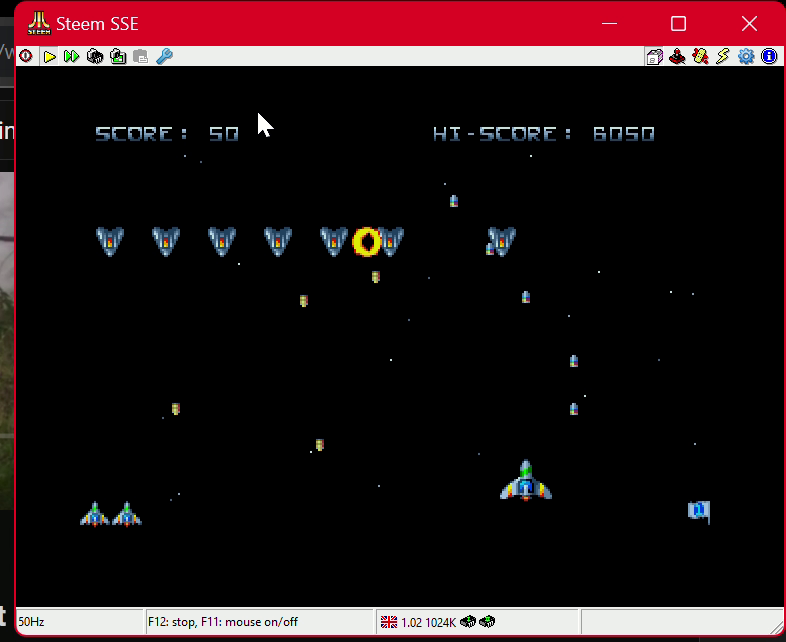 Steem SSE
SCORE: 50
HI-SCORE: 6050
50Hz
F12: stop, F11: mouse on/off
1.02 1024K